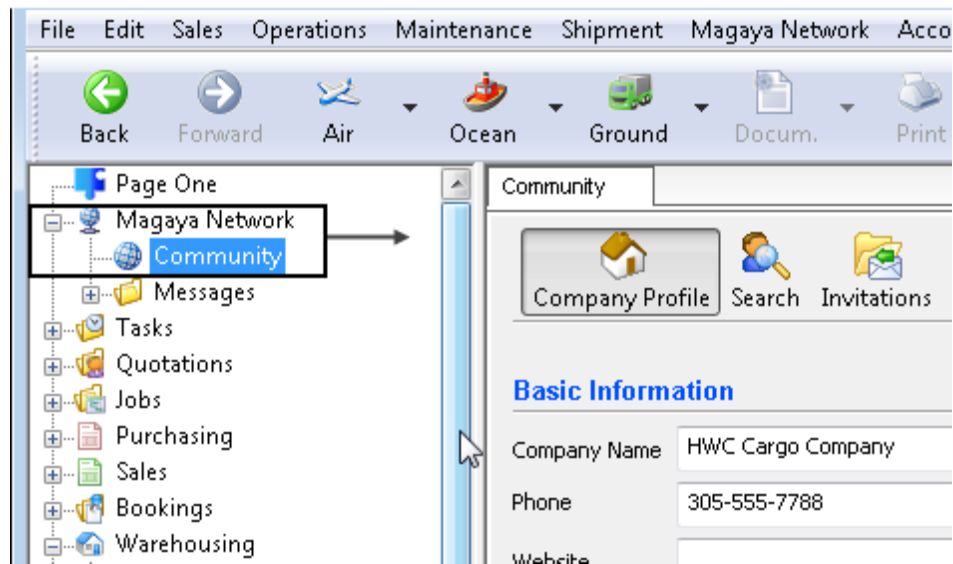 File Edit Sales Operations Maintenance Shipment Magaya Network Acco
Back Forward Air Ocean Ground Docum. Print
Page One
Magaya Network
Community
Messages
Tasks
Quotations
Jobs
Purchasing
Sales
Bookings
Warehousing
Community
Company Profile Search Invitations
Basic Information
Company Name HWC Cargo Company
Phone 305-555-7788
Website